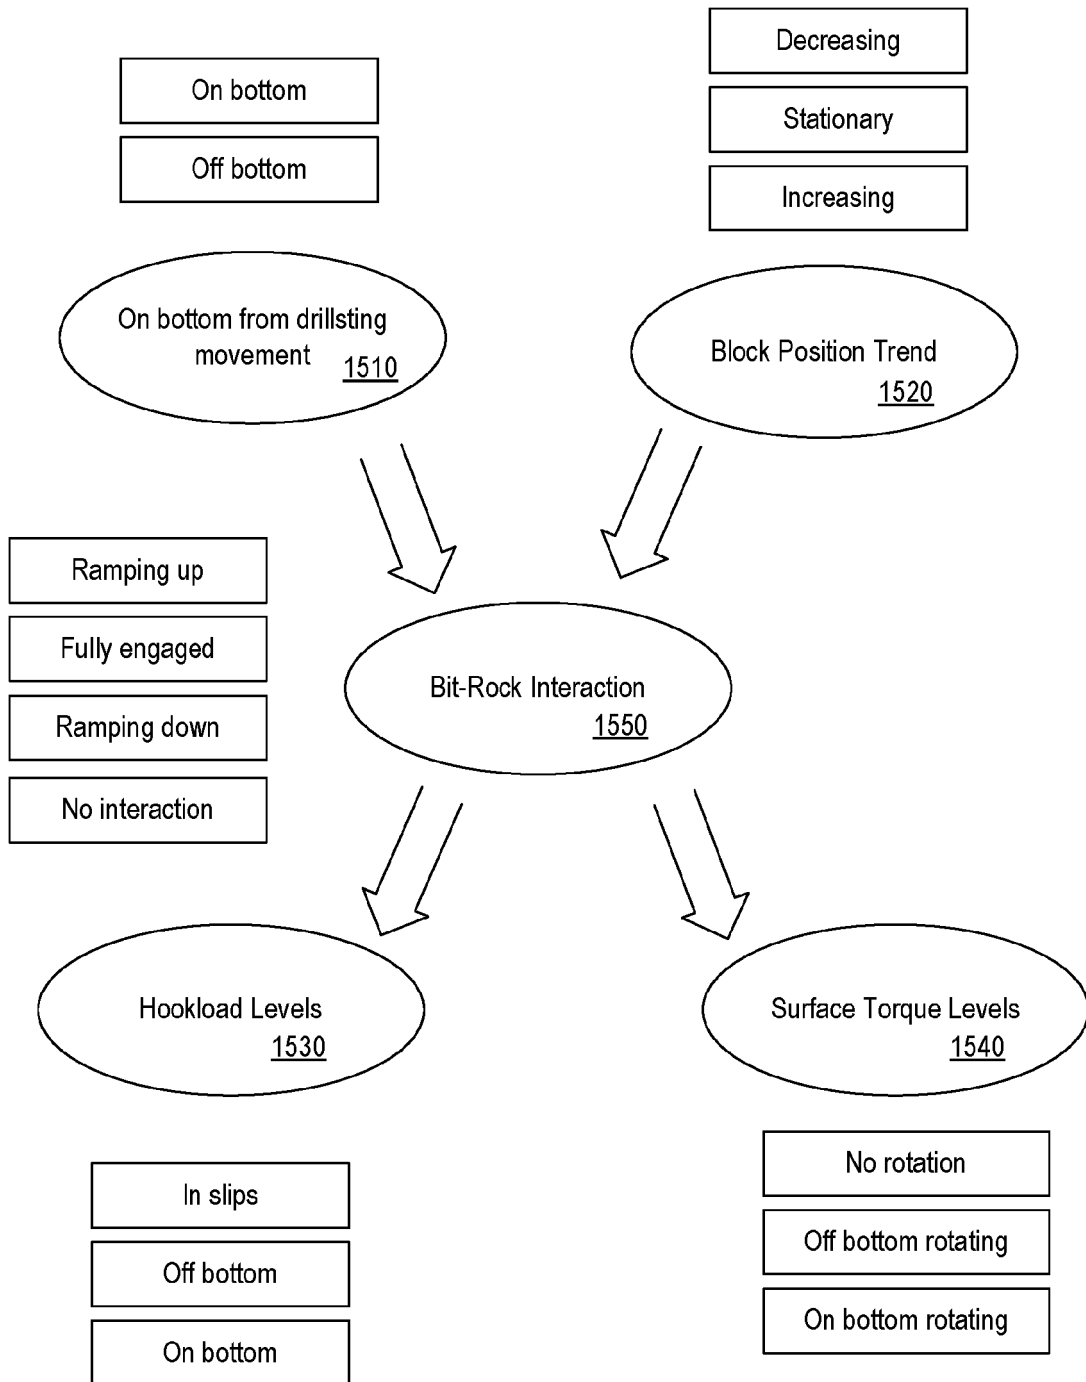 On bottom
Off bottom
Decreasing
Stationary
Increasing
On bottom from drillsting
movement
1510
Block Position Trend
1520
Ramping up
Fully engaged
Ramping down
No interaction
Bit-Rock Interaction
1550
Hookload Levels
1530
Surface Torque Levels
1540
In slips
Off bottom
On bottom
No rotation
Off bottom rotating
On bottom rotating